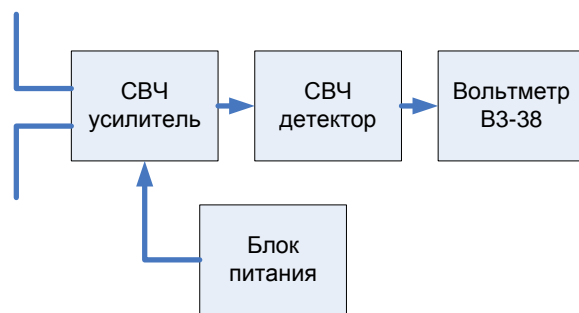 СВЧ
усилитель
СВЧ
детектор
Вольтметр
В3-38
Блок
питания